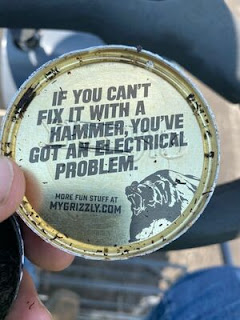 IF YOU CAN'T
FIX IT WITH A
HAMMER, YOU'VE
GOT AN ELECTRICAL
PROBLEM.
MORE FUN STUFF AT
MYGRIZZLY.COM